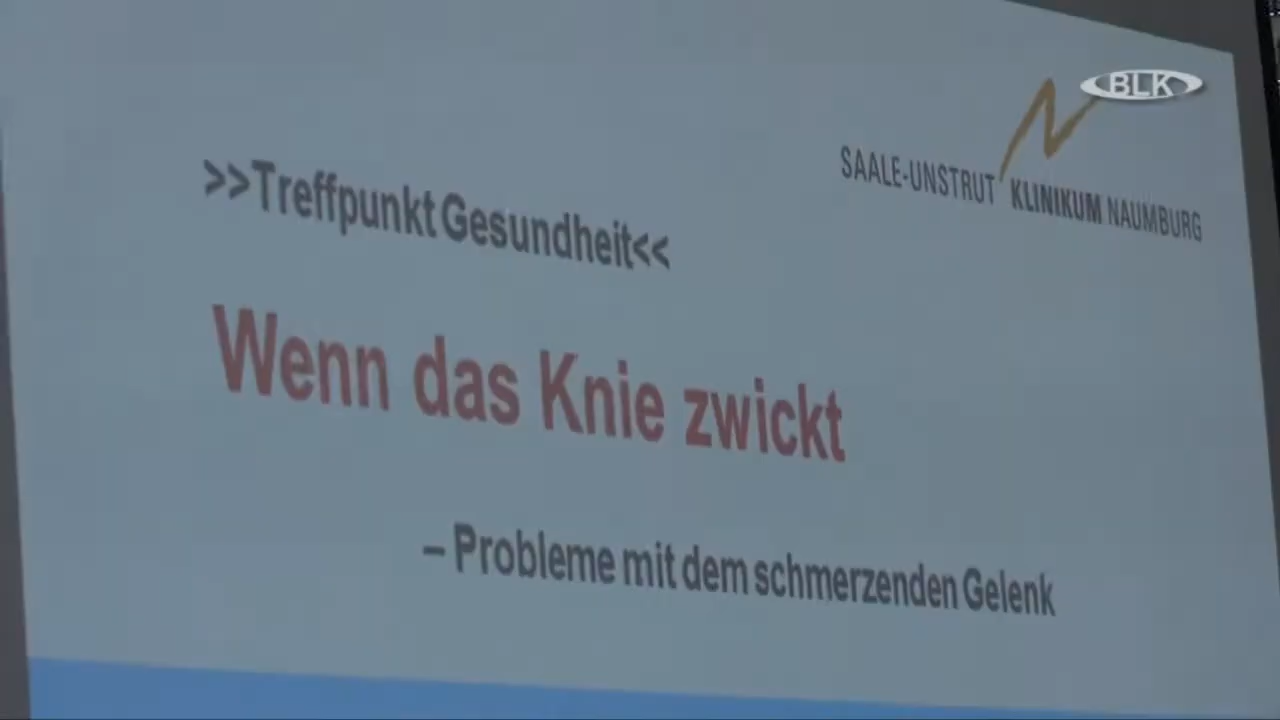 BLK
SAALE-UNSTRUT KLINIKUM NAUMBURG
>>Treffpunkt Gesundheit<<
Wenn das Knie zwickt
– Probleme mit dem schmerzenden Gelenk